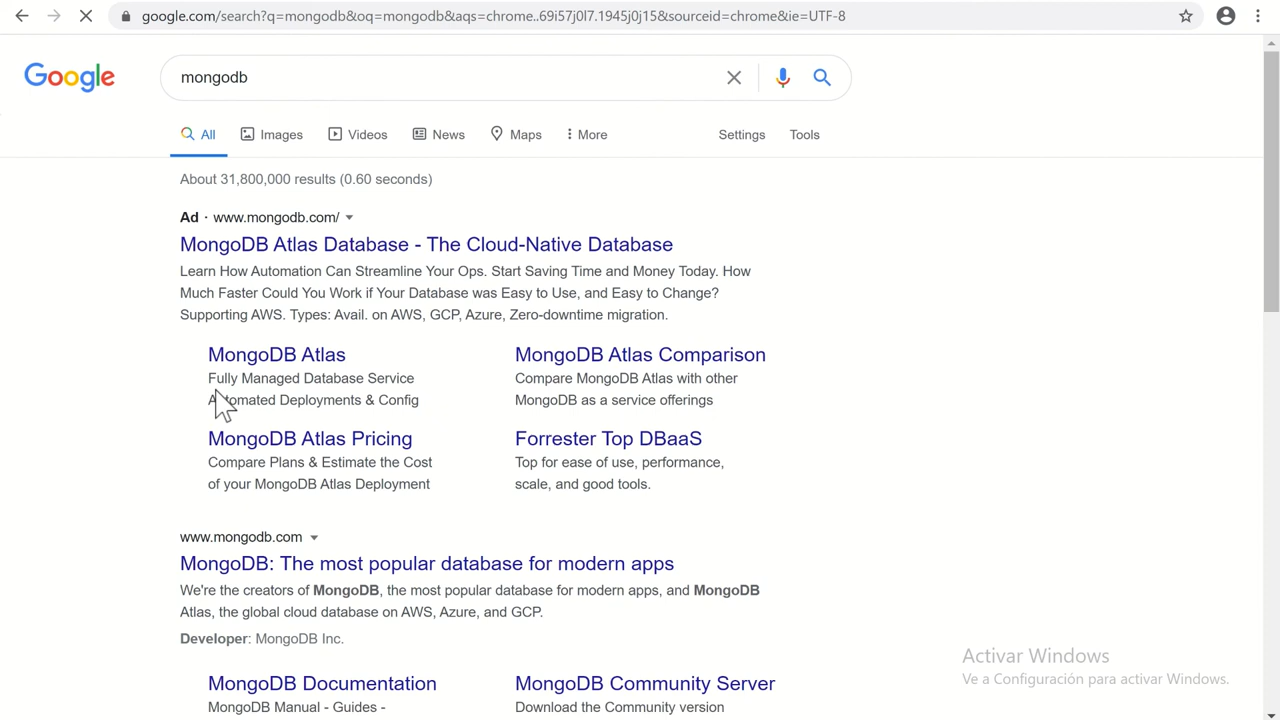 google.com/search?q=mongodb&oq=mongodb&aqs=chrome..69i57j0l7.1945j0j15&sourceid=chrome&ie=UTF-8
Google
mongodb
All Images Videos News Maps More Settings Tools
About 31,800,000 results (0.60 seconds)
Ad · www.mongodb.com/
MongoDB Atlas Database - The Cloud-Native Database
Learn How Automation Can Streamline Your Ops. Start Saving Time and Money Today. How
Much Faster Could You Work if Your Database was Easy to Use, and Easy to Change?
Supporting AWS. Types: Avail. on AWS, GCP, Azure, Zero-downtime migration.
MongoDB Atlas
Fully Managed Database Service
Automated Deployments & Config
MongoDB Atlas Comparison
Compare MongoDB Atlas with other
MongoDB as a service offerings
MongoDB Atlas Pricing
Compare Plans & Estimate the Cost
of your MongoDB Atlas Deployment
Forrester Top DBaaS
Top for ease of use, performance,
scale, and good tools.
www.mongodb.com
MongoDB: The most popular database for modern apps
We're the creators of MongoDB, the most popular database for modern apps, and MongoDB
Atlas, the global cloud database on AWS, Azure, and GCP.
Developer: MongoDB Inc.
MongoDB Documentation
MongoDB Manual - Guides -
MongoDB Community Server
Download the Community version
Activar Windows
Ve a Configuración para activar Windows.